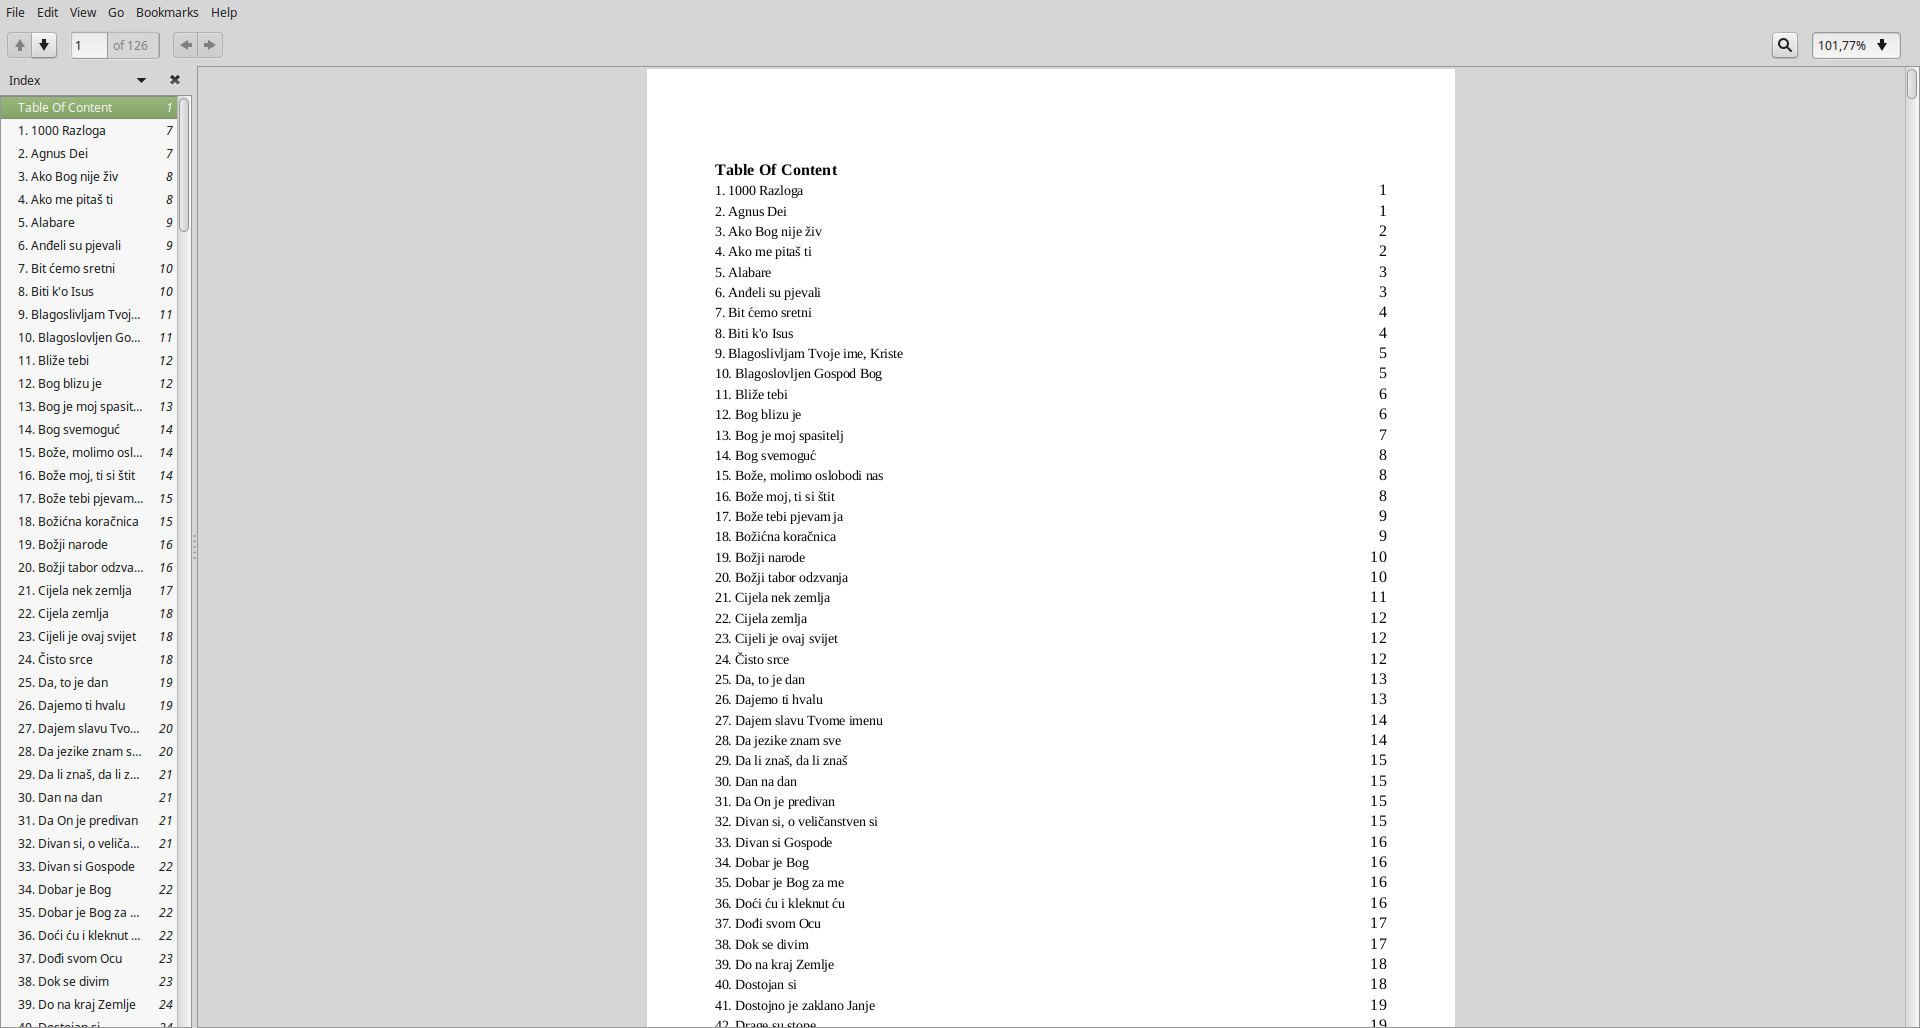 File Edit View Go Bookmarks Help
1 of 126 101,77%
Index
Table Of Content 1
1. 1000 Razloga 7
2. Agnus Dei 7
3. Ako Bog nije živ 8
4. Ako me pitaš ti 8
5. Alabare 9
6. Anđeli su pjevali 9
7. Bit ćemo sretni 10
8. Biti k'o Isus 10
9. Blagoslivljam Tvoj... 11
10. Blagoslovljen Go... 11
11. Bliže tebi 12
12. Bog blizu je 12
13. Bog je moj spasit... 13
14. Bog svemoguć 14
15. Bože, molimo osl... 14
16. Bože moj, ti si štit 14
17. Bože tebi pjevam... 15
18. Božićna koračnica 15
19. Božji narode 16
20. Božji tabor odzva... 16
21. Cijela nek zemlja 17
22. Cijela zemlja 18
23. Cijeli je ovaj svijet 18
24. Čisto srce 18
25. Da, to je dan 19
26. Dajemo ti hvalu 19
27. Dajem slavu Tvo... 20
28. Da jezike znam s... 20
29. Da li znaš, da li z... 21
30. Dan na dan 21
31. Da On je predivan 21
32. Divan si, o veliča... 21
33. Divan si Gospode 22
34. Dobar je Bog 22
35. Dobar je Bog za ... 22
36. Doći ću i kleknut ... 22
37. Dođi svom Ocu 23
38. Dok se divim 23
39. Do na kraj Zemlje 24
40. Dostojan si 24
Table Of Content
1. 1000 Razloga 1
2. Agnus Dei 1
3. Ako Bog nije živ 2
4. Ako me pitaš ti 2
5. Alabare 3
6. Anđeli su pjevali 3
7. Bit ćemo sretni 4
8. Biti k'o Isus 4
9. Blagoslivljam Tvoje ime, Kriste 5
10. Blagoslovljen Gospod Bog 5
11. Bliže tebi 6
12. Bog blizu je 6
13. Bog je moj spasitelj 7
14. Bog svemoguć 8
15. Bože, molimo oslobodi nas 8
16. Bože moj, ti si štit 8
17. Bože tebi pjevam ja 9
18. Božićna koračnica 9
19. Božji narode 10
20. Božji tabor odzvanja 10
21. Cijela nek zemlja 11
22. Cijela zemlja 12
23. Cijeli je ovaj svijet 12
24. Čisto srce 12
25. Da, to je dan 13
26. Dajemo ti hvalu 13
27. Dajem slavu Tvome imenu 14
28. Da jezike znam sve 14
29. Da li znaš, da li znaš 15
30. Dan na dan 15
31. Da On je predivan 15
32. Divan si, o veličanstven si 15
33. Divan si Gospode 16
34. Dobar je Bog 16
35. Dobar je Bog za me 16
36. Doći ću i kleknut ću 16
37. Dođi svom Ocu 17
38. Dok se divim 17
39. Do na kraj Zemlje 18
40. Dostojan si 18
41. Dostojno je zaklano Janje 19
42. Drage su stope 19